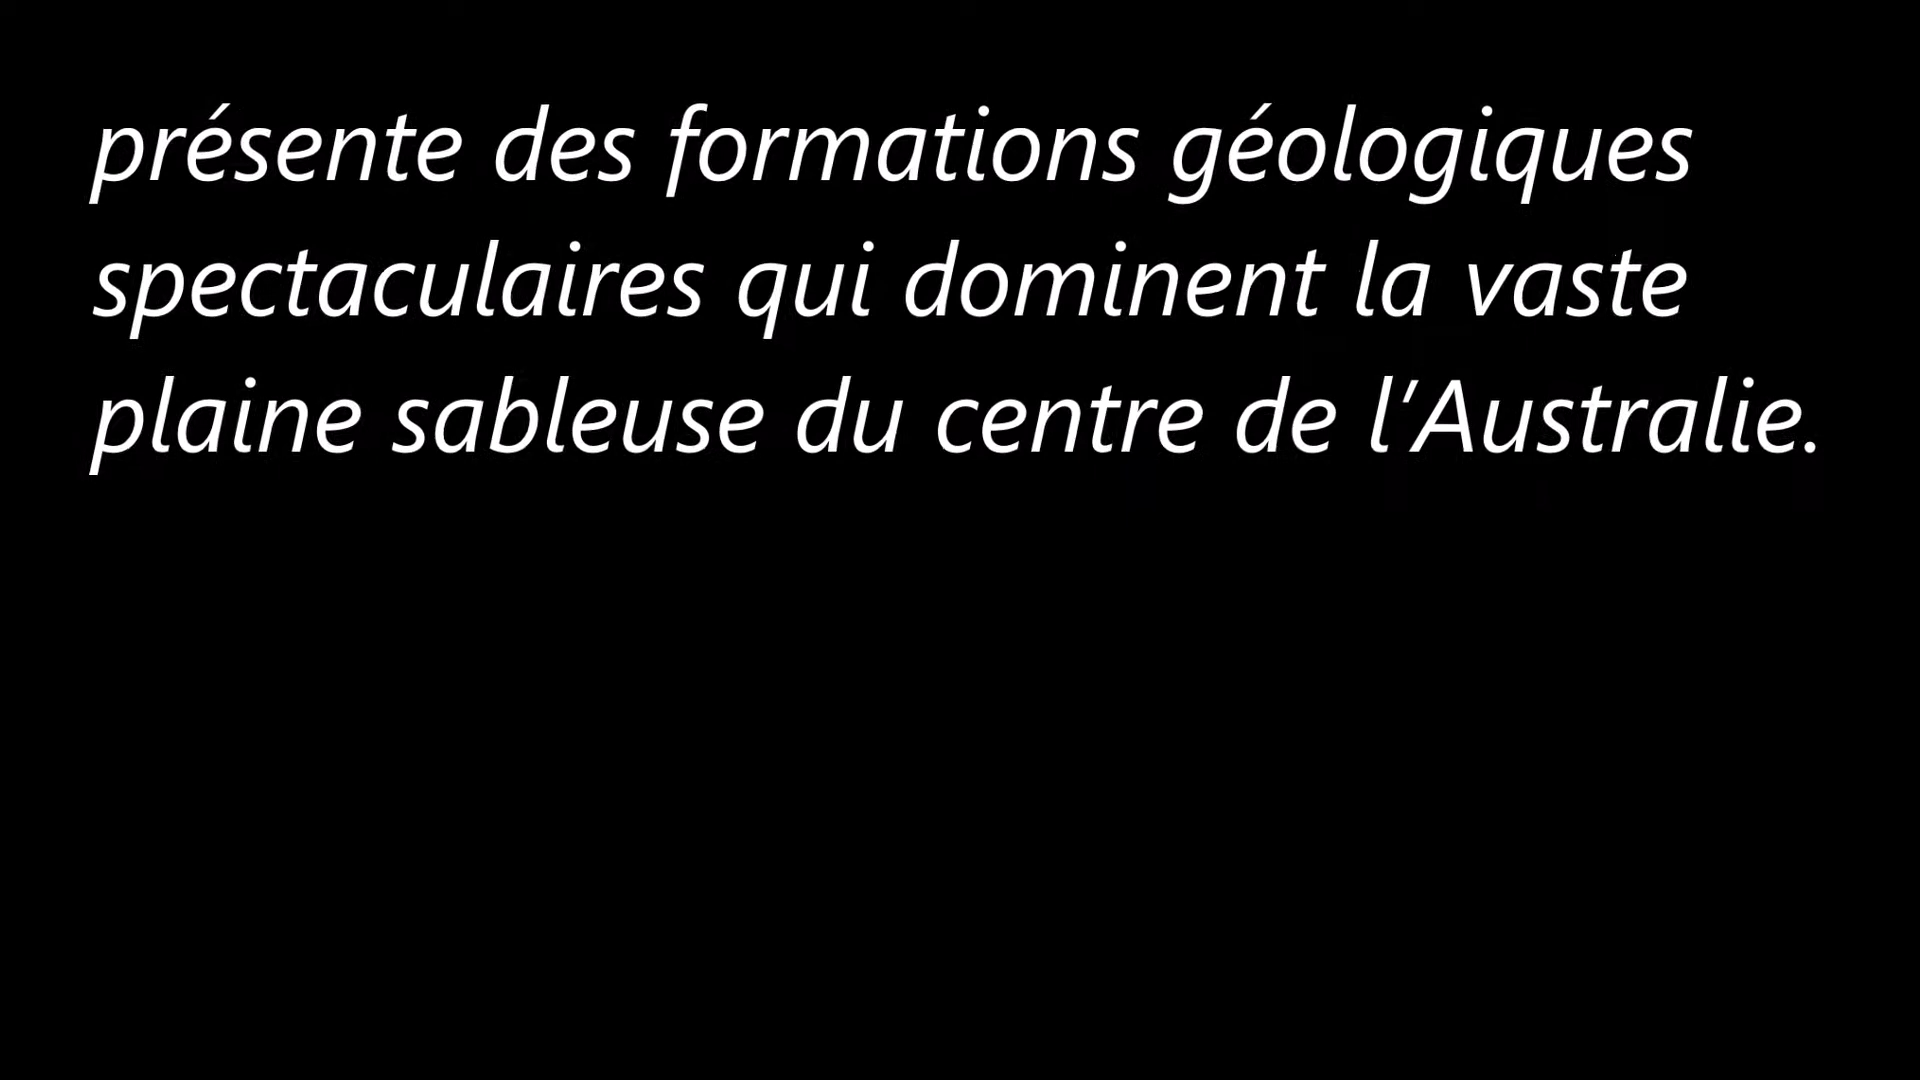 présente des formations géologiques
spectaculaires qui dominent la vaste
plaine sableuse du centre de l’Australie.